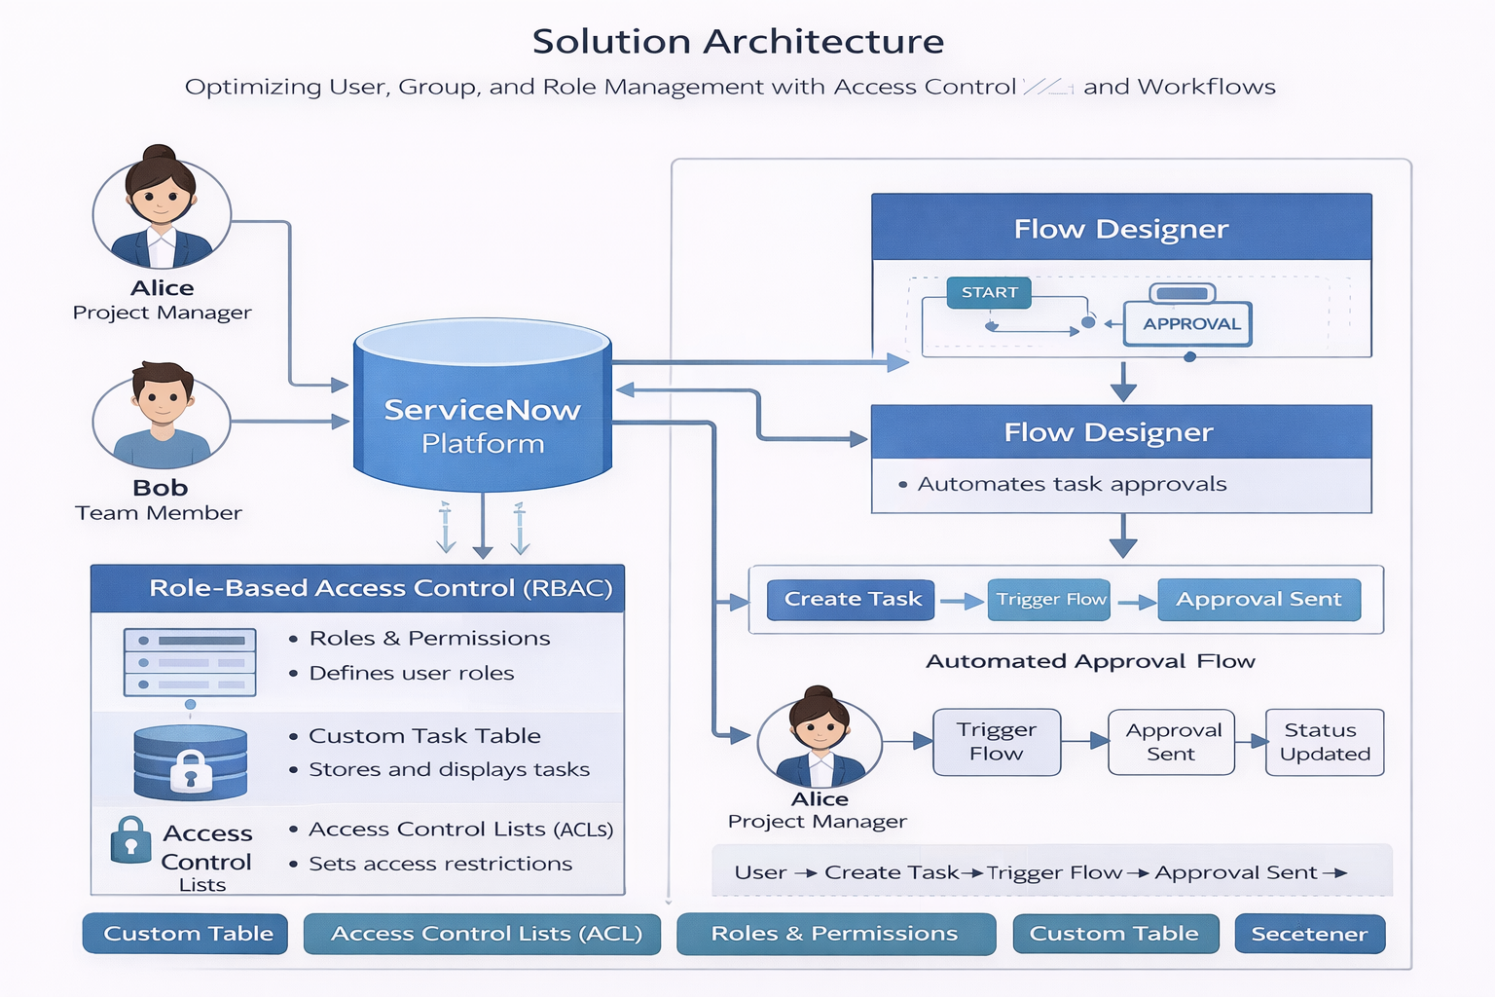 Solution Architecture
Optimizing User, Group, and Role Management with Access Control and Workflows
Alice
Project Manager
Bob
Team Member
ServiceNow
Platform
Flow Designer
START
APPROVAL
Flow Designer
• Automates task approvals
Role-Based Access Control (RBAC)
• Roles & Permissions
• Defines user roles
• Custom Task Table
• Stores and displays tasks
Access
Control
Lists
• Access Control Lists (ACLs)
• Sets access restrictions
Create Task
Trigger Flow
Approval Sent
Automated Approval Flow
Alice
Project Manager
Trigger
Flow
Approval
Sent
Status
Updated
User → Create Task → Trigger Flow → Approval Sent →
Custom Table
Access Control Lists (ACL)
Roles & Permissions
Custom Table
Secetener